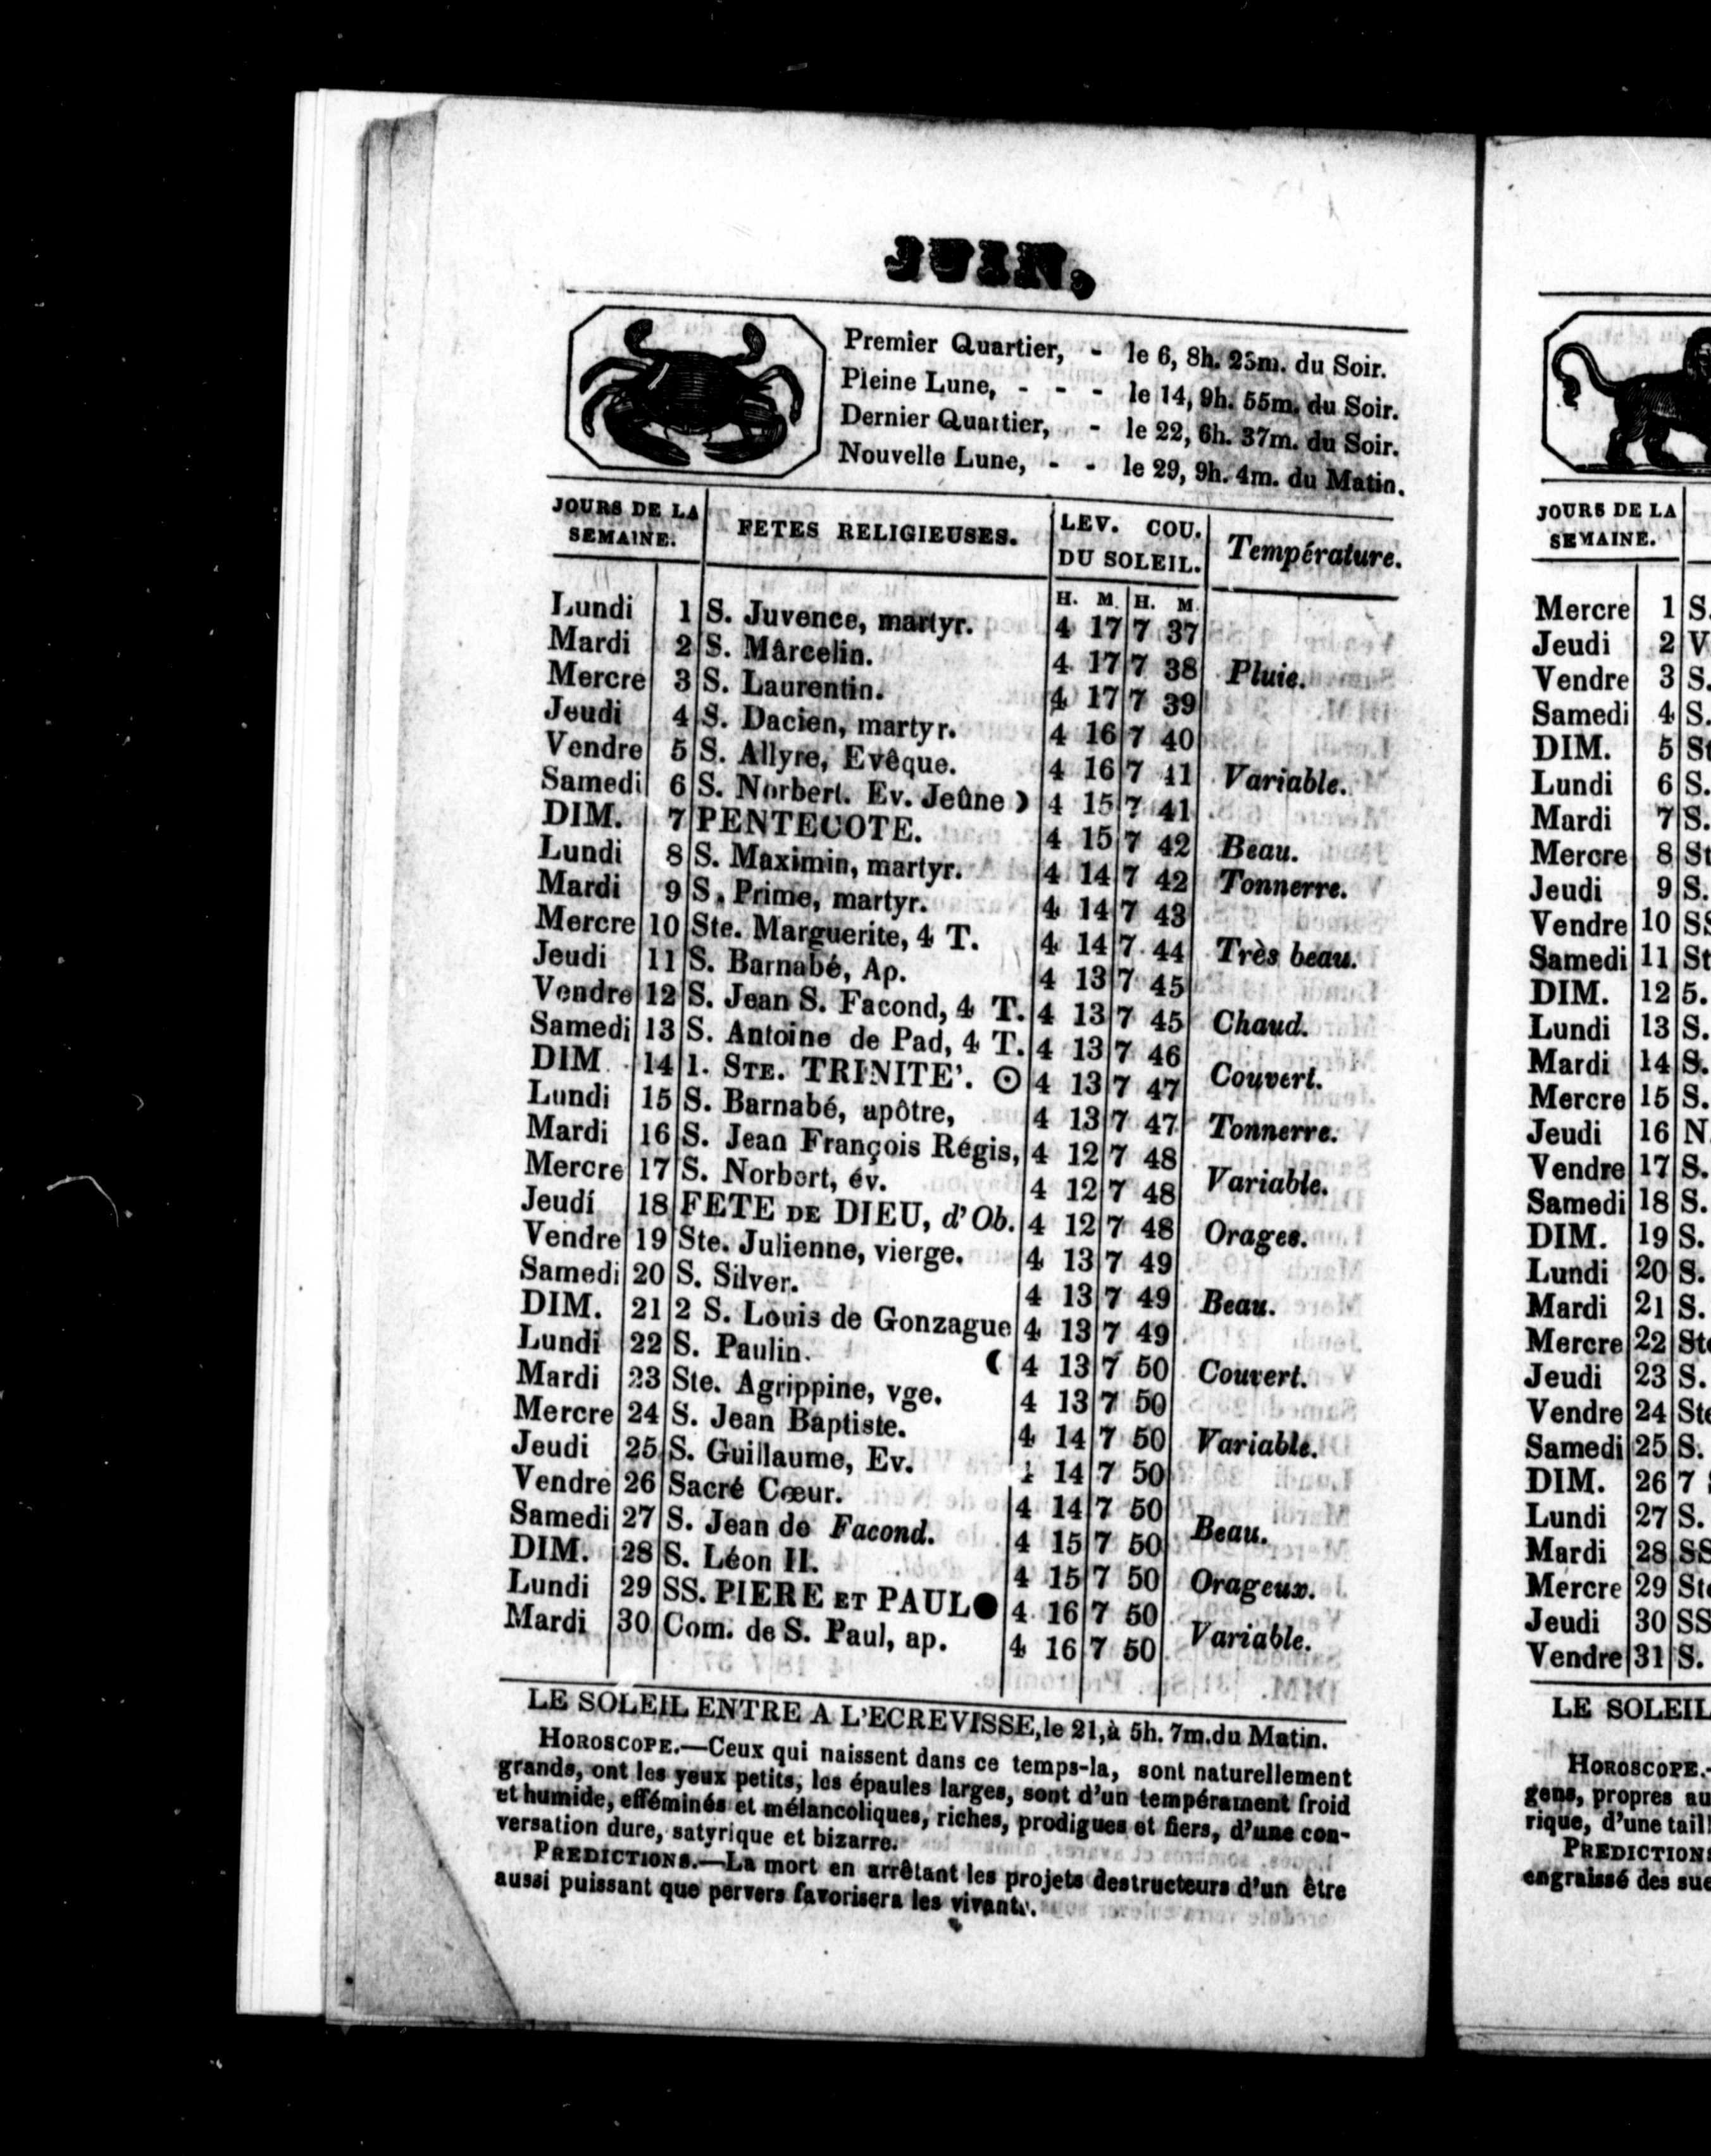 JUIN,
Premier Quartier, - le 6, 8h. 23m. du Soir.
Pleine Lune, - - - le 14, 9h. 55m. du Soir.
Dernier Quartier, - le 22, 6h. 37m. du Soir.
Nouvelle Lune, - - le 29, 9h. 4m. du Matin.
JOURS DE LA SEMAINE. FETES RELIGIEUSES. LEV. COU. DU SOLEIL. Température.
H. M. H. M.
Lundi 1 S. Juvence, martyr. 4 17 7 37
Mardi 2 S. Mârcelin. 4 17 7 38 Pluie.
Mercre 3 S. Laurentin. 4 17 7 39
Jeudi 4 S. Dacien, martyr. 4 16 7 40
Vendre 5 S. Allyre, Evêque. 4 16 7 41 Variable.
Samedi 6 S. Norbert. Ev. Jeûne ☽ 4 15 7 41
DIM. 7 PENTECOTE. 4 15 7 42 Beau.
Lundi 8 S. Maximin, martyr. 4 14 7 42 Tonnerre.
Mardi 9 S. Prime, martyr. 4 14 7 43
Mercre 10 Ste. Marguerite, 4 T. 4 14 7 44 Très beau.
Jeudi 11 S. Barnabé, Ap. 4 13 7 45
Vendre 12 S. Jean S. Facond, 4 T. 4 13 7 45 Chaud.
Samedi 13 S. Antoine de Pad, 4 T. 4 13 7 46
DIM 14 1. STE. TRINITE'. ☉ 4 13 7 47 Couvert.
Lundi 15 S. Barnabé, apôtre, 4 13 7 47 Tonnerre.
Mardi 16 S. Jean François Régis, 4 12 7 48
Mercre 17 S. Norbert, év. 4 12 7 48 Variable.
Jeudi 18 FETE DE DIEU, d'Ob. 4 12 7 48 Orages.
Vendre 19 Ste. Julienne, vierge. 4 13 7 49
Samedi 20 S. Silver. 4 13 7 49 Beau.
DIM. 21 2 S. Louis de Gonzague 4 13 7 49
Lundi 22 S. Paulin. ☾ 4 13 7 50 Couvert.
Mardi 23 Ste. Agrippine, vge. 4 13 7 50
Mercre 24 S. Jean Baptiste. 4 14 7 50 Variable.
Jeudi 25 S. Guillaume, Ev. 4 14 7 50
Vendre 26 Sacré Cœur. 4 14 7 50
Samedi 27 S. Jean de Facond. 4 15 7 50 Beau.
DIM. 28 S. Léon II. 4 15 7 50 Orageux.
Lundi 29 SS. PIERE ET PAUL ● 4 16 7 50
Mardi 30 Com. de S. Paul, ap. 4 16 7 50 Variable.
LE SOLEIL ENTRE A L'ECREVISSE, le 21, à 5h. 7m. du Matin.
HOROSCOPE.—Ceux qui naissent dans ce temps-la, sont naturellement
grands, ont les yeux petits, les épaules larges, sont d'un tempérament froid
et humide, efféminés et mélancoliques, riches, prodigues et fiers, d'une con-
versation dure, satyrique et bizarre.
PREDICTIONS.—La mort en arrêtant les projets destructeurs d'un être
aussi puissant que pervers favorisera les vivants.
JOURS DE LA
SEMAINE.
Mercre 1 S.
Jeudi 2 V
Vendre 3 S.
Samedi 4 S.
DIM. 5 St
Lundi 6 S.
Mardi 7 S.
Mercre 8 St
Jeudi 9 S.
Vendre 10 SS
Samedi 11 St
DIM. 12 5.
Lundi 13 S.
Mardi 14 S.
Mercre 15 S.
Jeudi 16 N.
Vendre 17 S.
Samedi 18 S.
DIM. 19 S.
Lundi 20 S.
Mardi 21 S.
Mercre 22 Ste
Jeudi 23 S.
Vendre 24 Ste
Samedi 25 S.
DIM. 26 7
Lundi 27 S.
Mardi 28 SS
Mercre 29 Ste
Jeudi 30 SS
Vendre 31 S.
LE SOLEIL
HOROSCOPE.-
gens, propres au
rique, d'une tail
PREDICTIONS
engraissé des sue